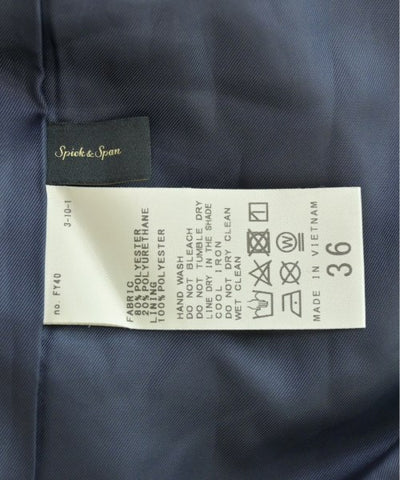 Spick & Span
no. FY40
3-10-1
FABRIC
80% POLYESTER
20% POLYURETHANE
LINING
100% POLYESTER
HAND WASH
DO NOT BLEACH
DO NOT TUMBLE DRY
LINE DRY IN THE SHADE
COOL IRON
DO NOT DRY CLEAN
WET CLEAN
W
MADE IN VIETNAM
36